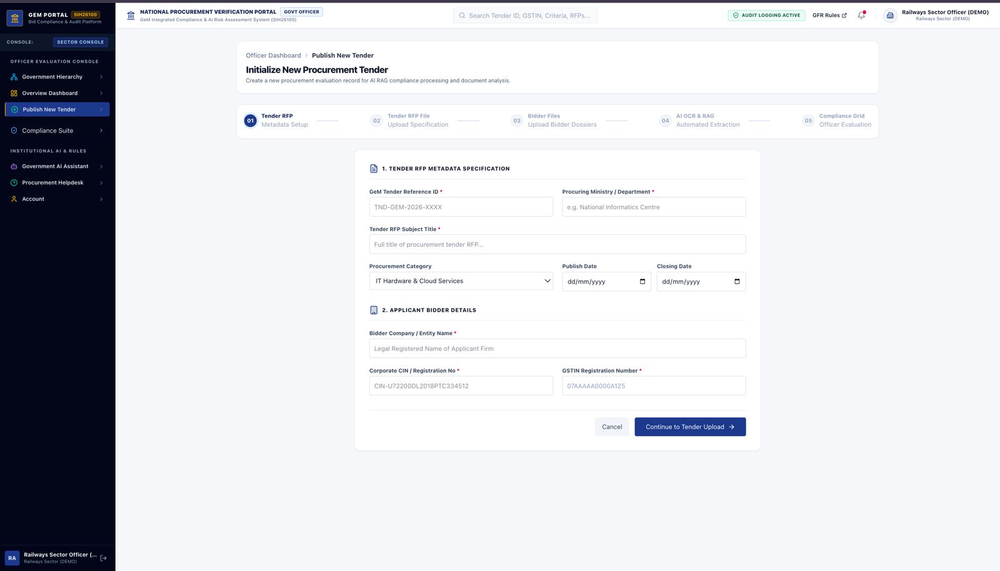 GEM PORTAL SIH26100
Bid Compliance & Audit Platform
CONSOLE: SECTOR CONSOLE
OFFICER EVALUATION CONSOLE
Government Hierarchy
Overview Dashboard
Publish New Tender
Compliance Suite
INSTITUTIONAL AI & RULES
Government AI Assistant
Procurement Helpdesk
Account
RA
Railways Sector Officer (...
Railways Sector (DEMO)
NATIONAL PROCUREMENT VERIFICATION PORTAL GOVT OFFICER
GeM Integrated Compliance & AI Risk Assessment System (SIH26100)
Search Tender ID, GSTIN, Criteria, RFPs...
AUDIT LOGGING ACTIVE
GFR Rules
Railways Sector Officer (DEMO)
Railways Sector (DEMO)
Officer Dashboard > Publish New Tender
Initialize New Procurement Tender
Create a new procurement evaluation record for AI RAG compliance processing and document analysis.
01 Tender RFP
Metadata Setup
02 Tender RFP File
Upload Specification
03 Bidder Files
Upload Bidder Dossiers
04 AI OCR & RAG
Automated Extraction
05 Compliance Grid
Officer Evaluation
1. TENDER RFP METADATA SPECIFICATION
GeM Tender Reference ID * Procuring Ministry / Department *
TND-GEM-2026-XXXX e.g. National Informatics Centre
Tender RFP Subject Title *
Full title of procurement tender RFP...
Procurement Category Publish Date Closing Date
IT Hardware & Cloud Services dd/mm/yyyy dd/mm/yyyy
2. APPLICANT BIDDER DETAILS
Bidder Company / Entity Name *
Legal Registered Name of Applicant Firm
Corporate CIN / Registration No * GSTIN Registration Number *
CIN-U72200DL2018PTC334512 07AAAAA0000A1Z5
Cancel Continue to Tender Upload →